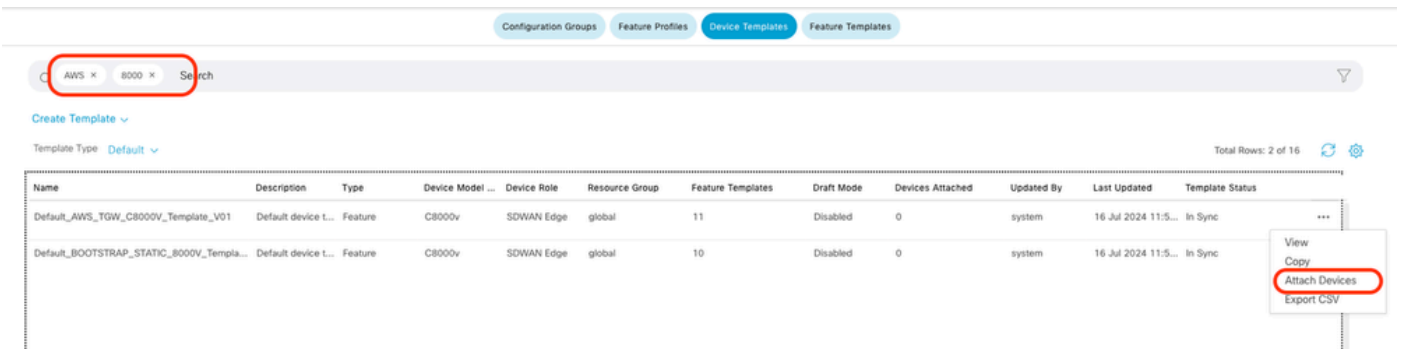 Configuration Groups Feature Profiles Device Templates Feature Templates
AWS × 8000 × Search
Create Template
Template Type Default
Total Rows: 2 of 16
Name Description Type Device Model ... Device Role Resource Group Feature Templates Draft Mode Devices Attached Updated By Last Updated Template Status
Default_AWS_TGW_C8000V_Template_V01 Default device t... Feature C8000v SDWAN Edge global 11 Disabled 0 system 16 Jul 2024 11:5... In Sync ...
Default_BOOTSTRAP_STATIC_8000V_Templa... Default device t... Feature C8000v SDWAN Edge global 10 Disabled 0 system 16 Jul 2024 11:5... In Sync
View
Copy
Attach Devices
Export CSV